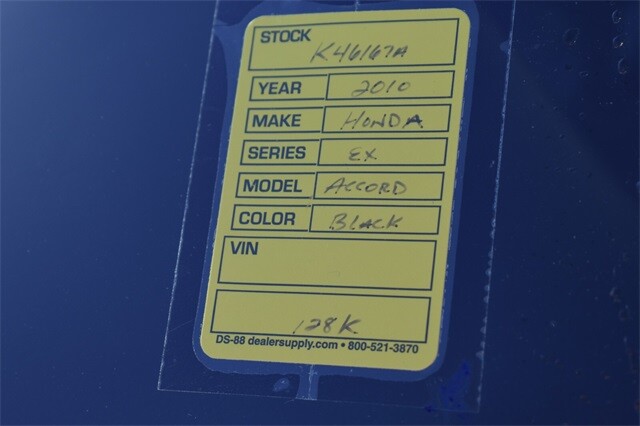 STOCK K46167A
YEAR 2010
MAKE HONDA
SERIES EX
MODEL ACCORD
COLOR BLACK
VIN
128K
DS-88 dealersupply.com • 800-521-3870